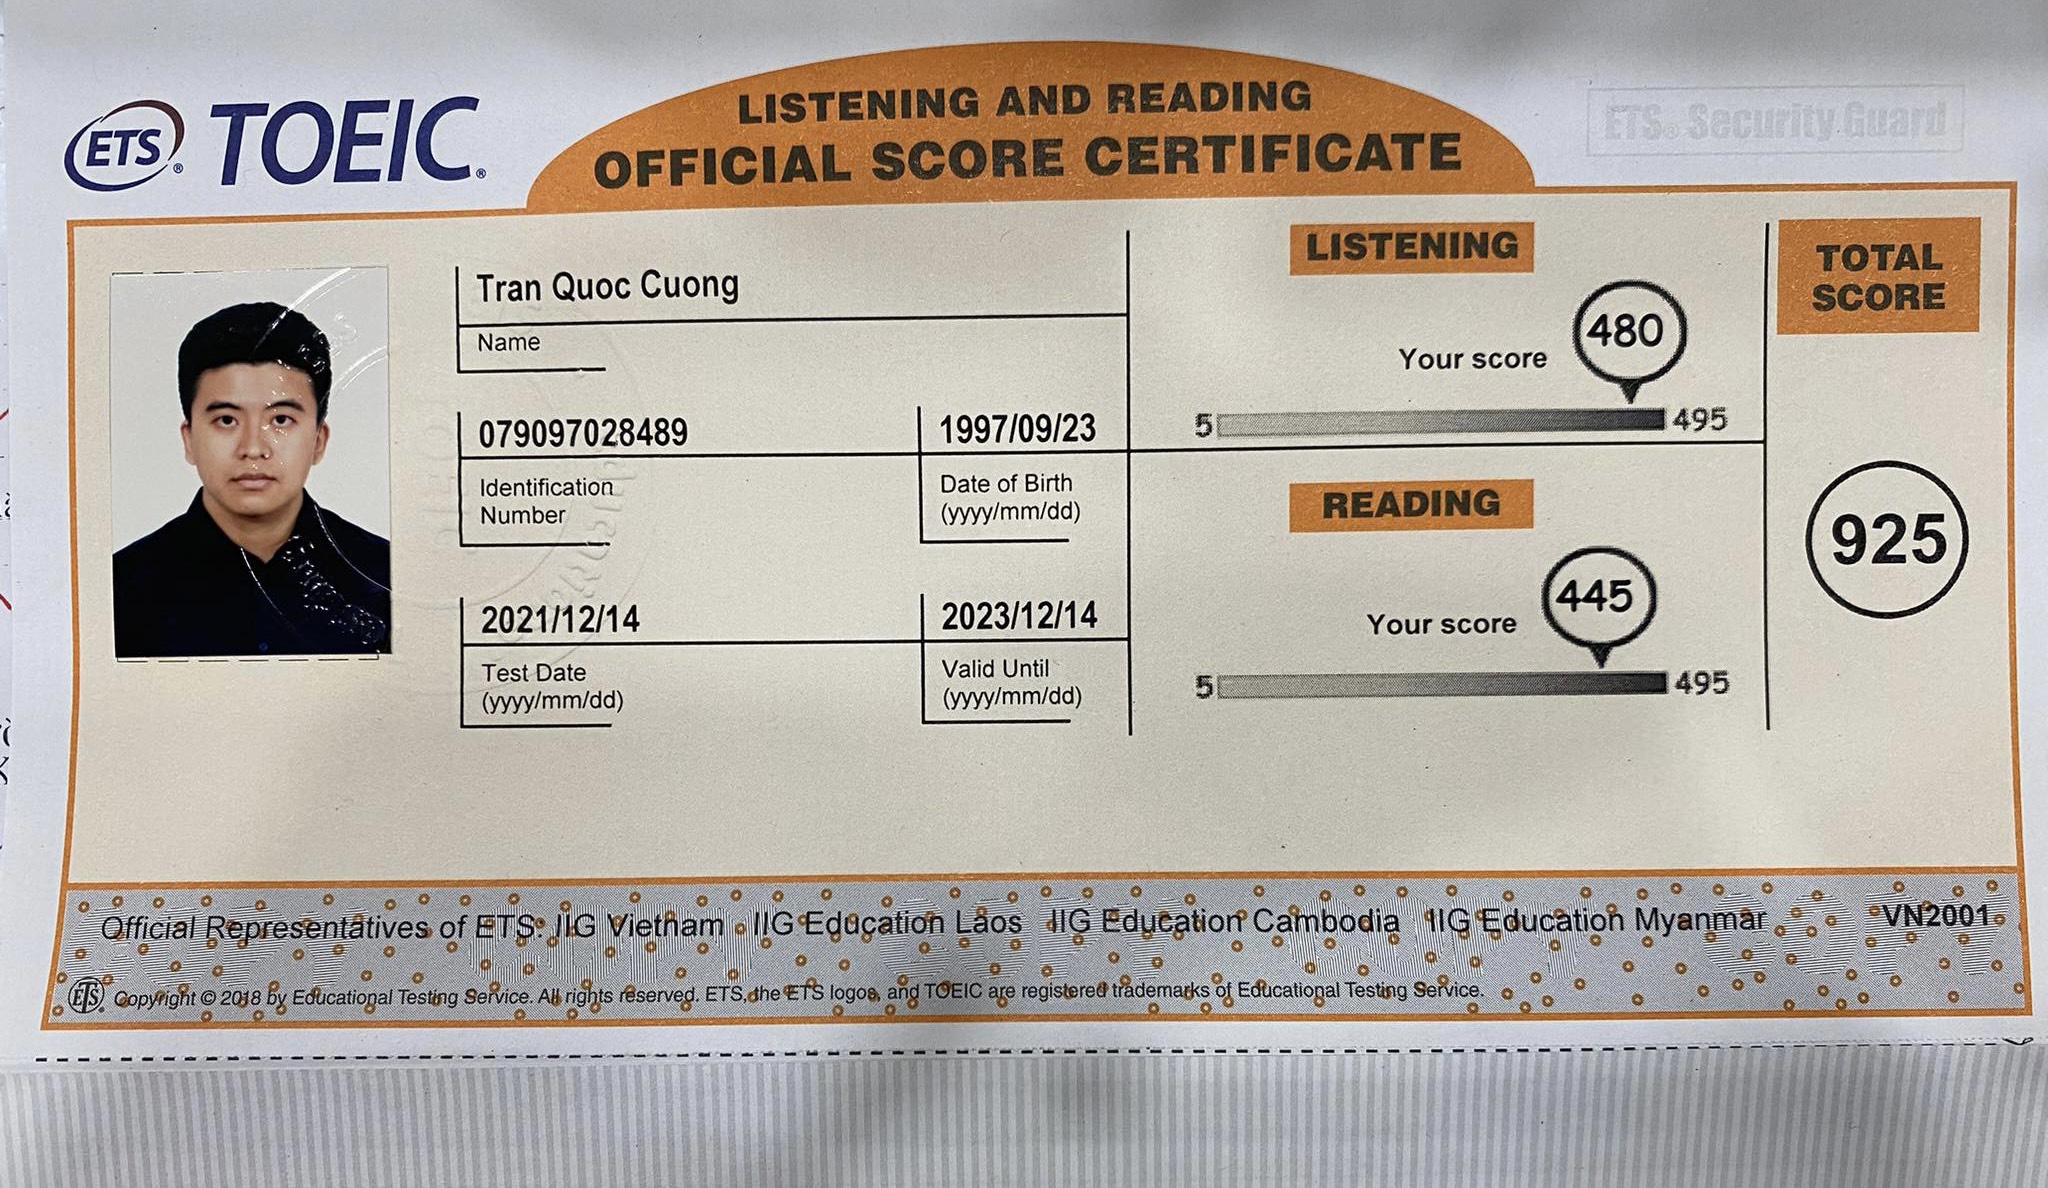 ETS® TOEIC®
LISTENING AND READING
OFFICIAL SCORE CERTIFICATE
ETS® Security Guard
Tran Quoc Cuong
Name
079097028489
Identification
Number
1997/09/23
Date of Birth
(yyyy/mm/dd)
2021/12/14
Test Date
(yyyy/mm/dd)
2023/12/14
Valid Until
(yyyy/mm/dd)
LISTENING
Your score 480
5 495
READING
Your score 445
5 495
TOTAL
SCORE
925
Official Representatives of ETS: IIG Vietnam IIG Education Laos IIG Education Cambodia IIG Education Myanmar VN2001
ETS® Copyright © 2018 by Educational Testing Service. All rights reserved. ETS, the ETS logos, and TOEIC are registered trademarks of Educational Testing Service.